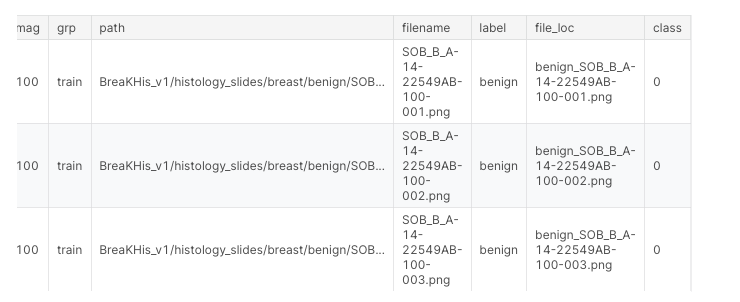 mag grp path filename label file_loc class
100 train BreaKHis_v1/histology_slides/breast/benign/SOB... SOB_B_A-14-22549AB-100-001.png benign benign_SOB_B_A-14-22549AB-100-001.png 0
100 train BreaKHis_v1/histology_slides/breast/benign/SOB... SOB_B_A-14-22549AB-100-002.png benign benign_SOB_B_A-14-22549AB-100-002.png 0
100 train BreaKHis_v1/histology_slides/breast/benign/SOB... SOB_B_A-14-22549AB-100-003.png benign benign_SOB_B_A-14-22549AB-100-003.png 0